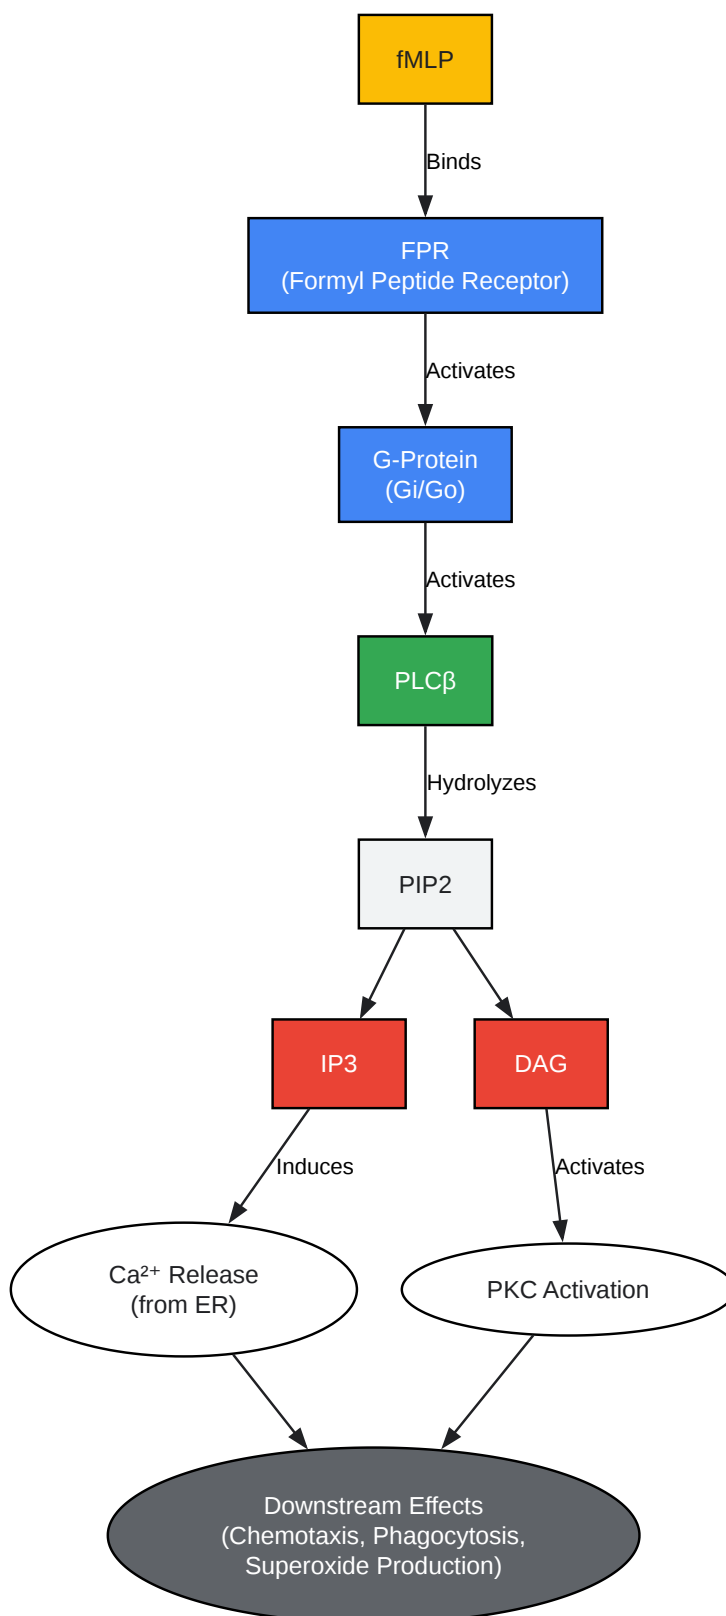 fMLP
Binds
FPR
(Formyl Peptide Receptor)
Activates
G-Protein
(Gi/Go)
Activates
PLCβ
Hydrolyzes
PIP2
IP3
DAG
Induces
Activates
Ca²⁺ Release
(from ER)
PKC Activation
Downstream Effects
(Chemotaxis, Phagocytosis,
Superoxide Production)